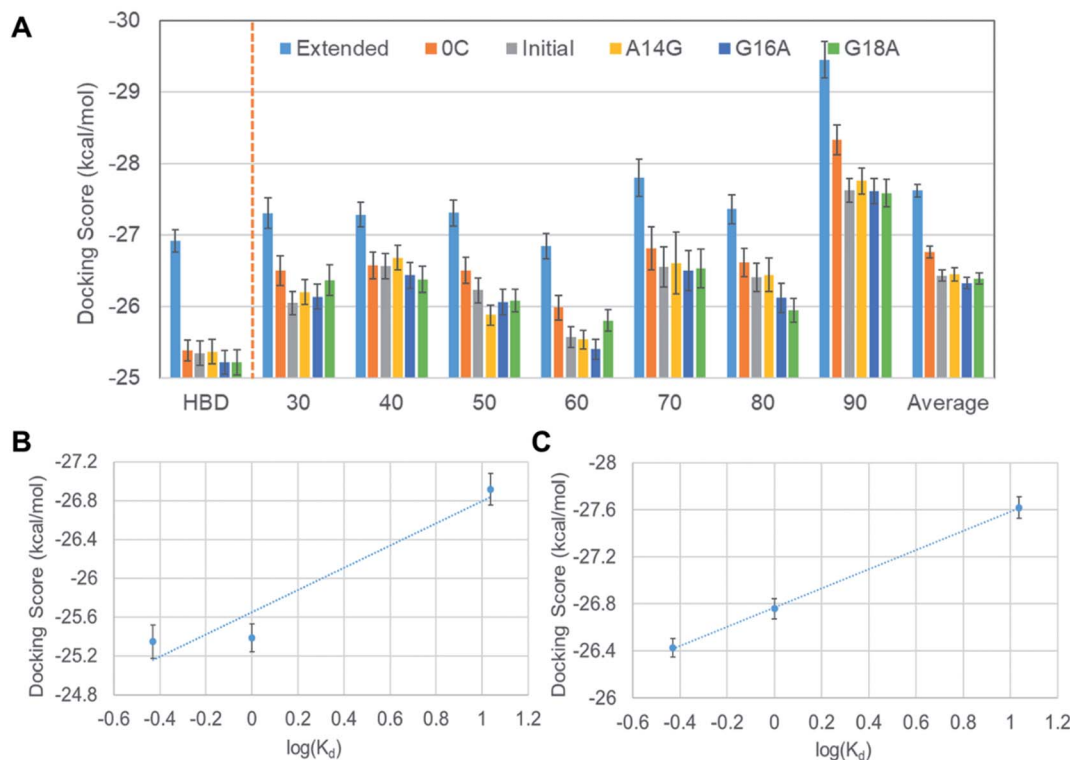 A
Docking Score (kcal/mol)
-30
-29
-28
-27
-26
-25
Extended 0C Initial A14G G16A G18A
HBD 30 40 50 60 70 80 90 Average
B
Docking Score (kcal/mol)
-27.2
-26.8
-26.4
-26
-25.6
-25.2
-24.8
-0.6 -0.4 -0.2 0 0.2 0.4 0.6 0.8 1 1.2
log(Kd)
C
Docking Score (kcal/mol)
-28
-27.6
-27.2
-26.8
-26.4
-26
-0.6 -0.4 -0.2 0 0.2 0.4 0.6 0.8 1 1.2
log(Kd)